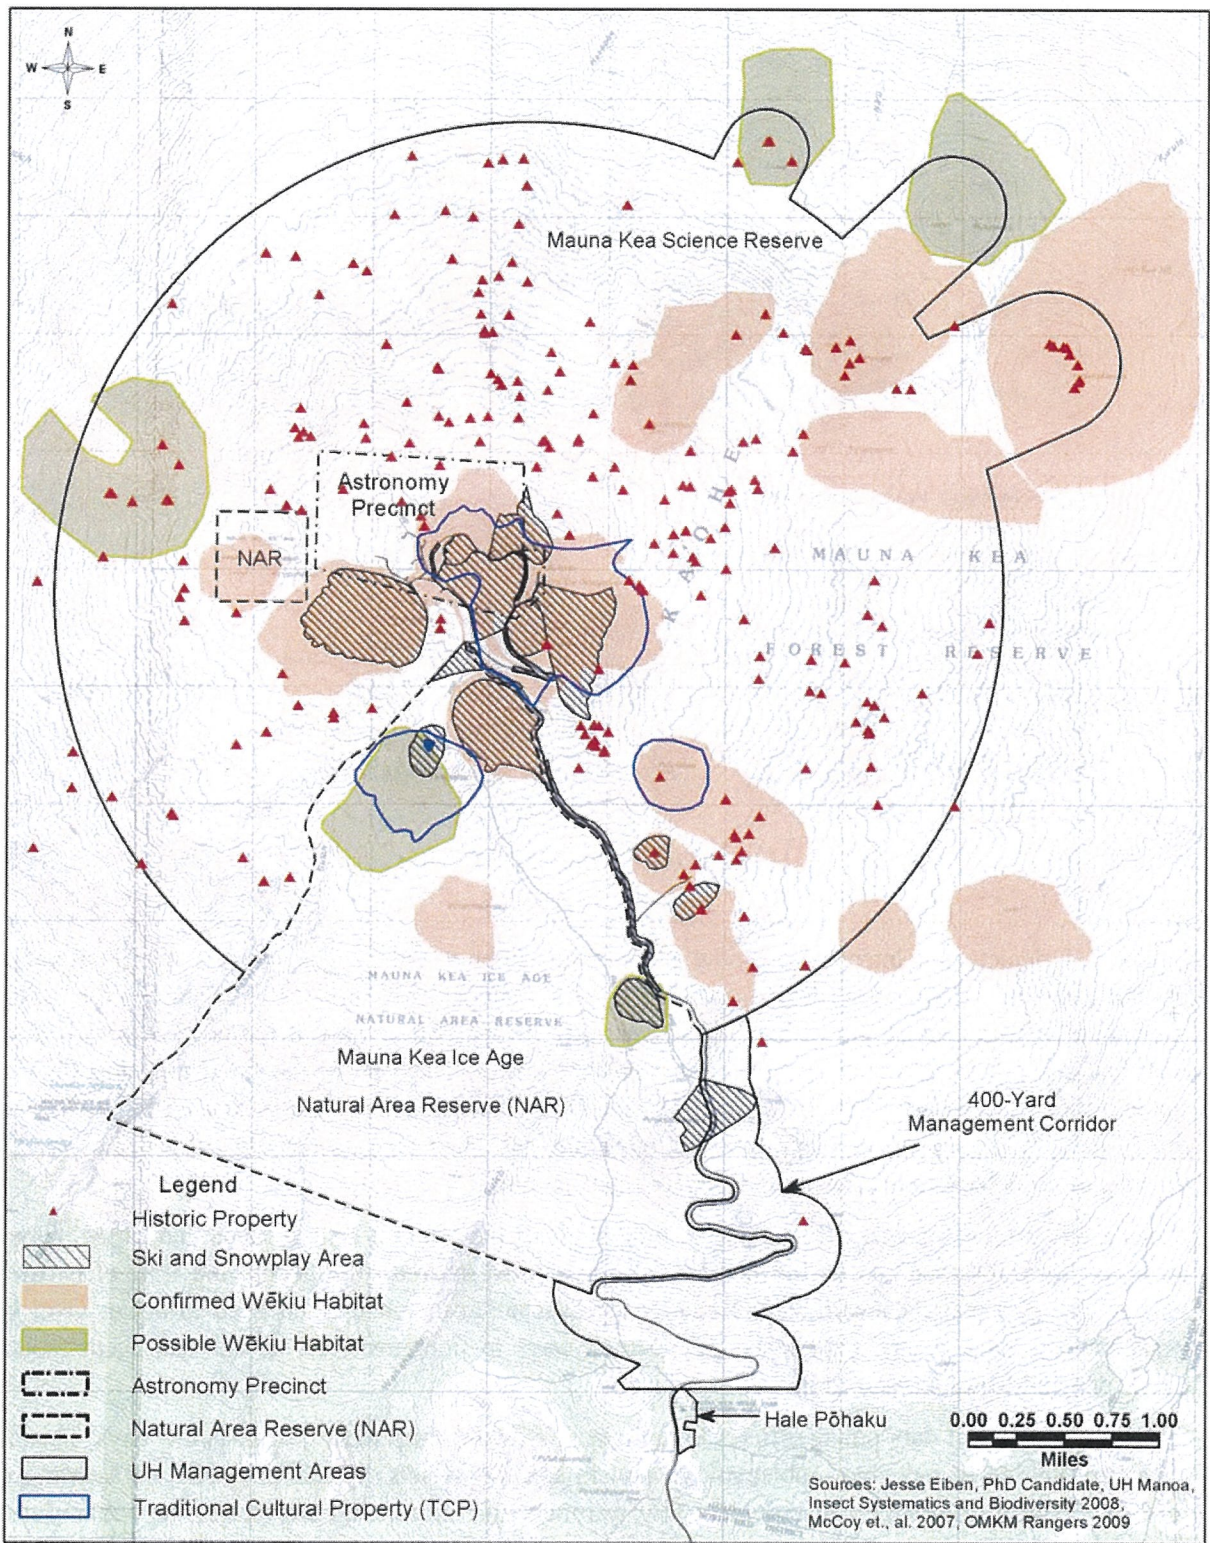 N
W E
S
Mauna Kea Science Reserve
Astronomy
Precinct
NAR
KAʻOHE
MAUNA KEA
FOREST RESERVE
MAUNA KEA ICE AGE
NATURAL AREA RESERVE
Mauna Kea Ice Age
Natural Area Reserve (NAR)
400-Yard
Management Corridor
Legend
Historic Property
Ski and Snowplay Area
Confirmed Wēkiu Habitat
Possible Wēkiu Habitat
Astronomy Precinct
Natural Area Reserve (NAR)
UH Management Areas
Traditional Cultural Property (TCP)
Hale Pōhaku
0.00 0.25 0.50 0.75 1.00
Miles
Sources: Jesse Eiben, PhD Candidate, UH Manoa,
Insect Systematics and Biodiversity 2008,
McCoy et., al. 2007, OMKM Rangers 2009